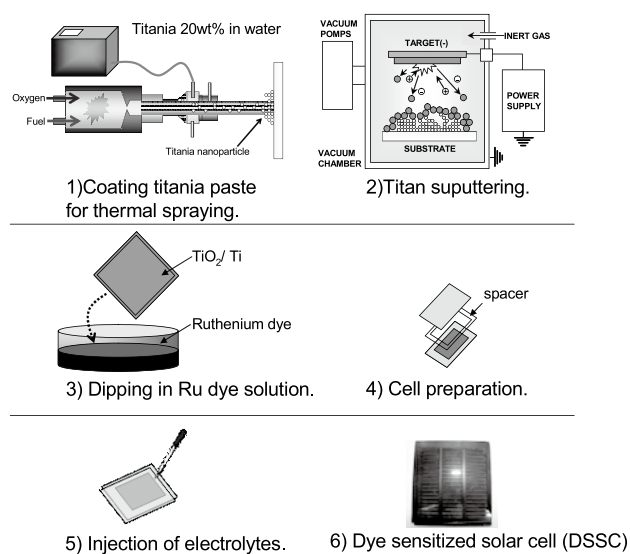 Titania 20wt% in water
Oxygen
Fuel
Titania nanoparticle
1)Coating titania paste
for thermal spraying.
VACUUM
POMPS
TARGET(-)
INERT GAS
POWER
SUPPLY
VACUUM
CHAMBER
SUBSTRATE
2)Titan suputtering.
TiO2/ Ti
Ruthenium dye
3) Dipping in Ru dye solution.
spacer
4) Cell preparation.
5) Injection of electrolytes.
6) Dye sensitized solar cell (DSSC)